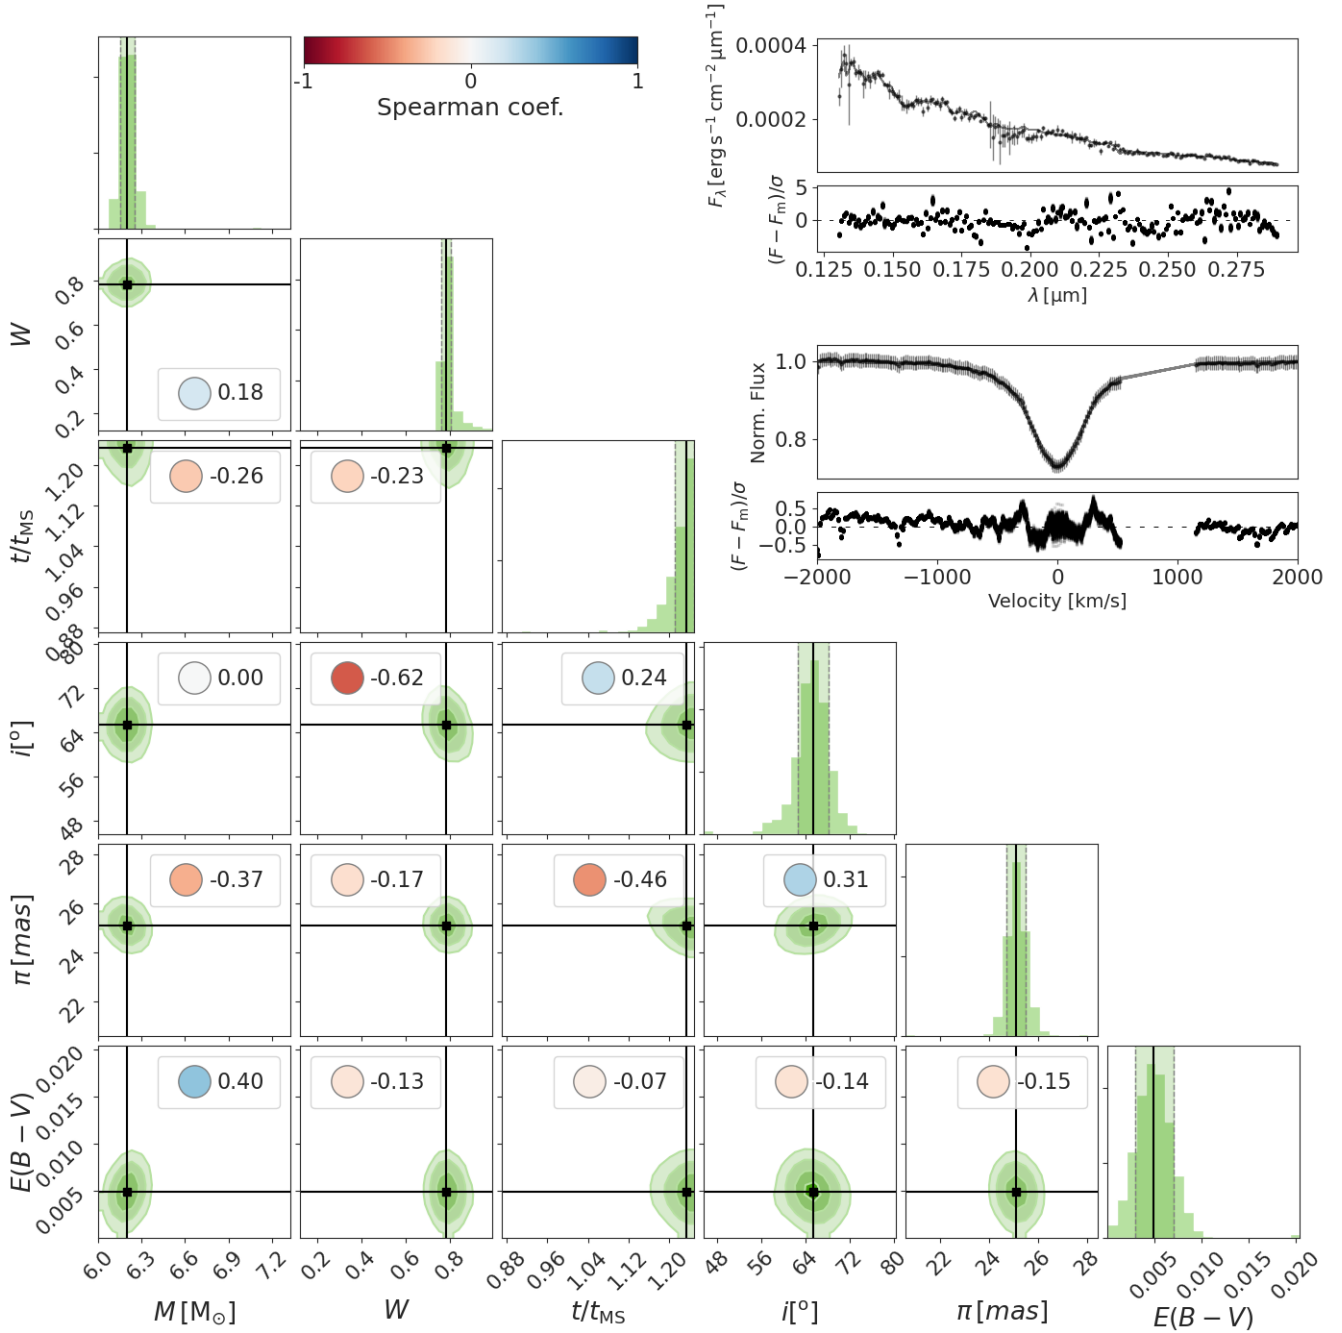 -1 0 1
Spearman coef.
0.0004
0.0002
F_λ [erg s⁻¹ cm⁻² μm⁻¹]
5
0
(F − F_m)/σ
0.125 0.150 0.175 0.200 0.225 0.250 0.275
λ [μm]
1.0
0.8
Norm. Flux
0.5
0.0
−0.5
(F − F_m)/σ
−2000 −1000 0 1000 2000
Velocity [km/s]
W
0.8
0.6
0.4
0.2
0.18
t/t_MS
1.20
1.12
1.04
0.96
0.88
-0.26 -0.23
i[°]
80
72
64
56
48
0.00 -0.62 0.24
π [mas]
28
26
24
22
-0.37 -0.17 -0.46 0.31
E(B − V)
0.020
0.015
0.010
0.005
0.40 -0.13 -0.07 -0.14 -0.15
6.0 6.3 6.6 6.9 7.2 0.2 0.4 0.6 0.8 0.88 0.96 1.04 1.12 1.20 48 56 64 72 80 22 24 26 28 0.005 0.010 0.015 0.020
M [M⊙] W t/t_MS i[°] π [mas] E(B − V)